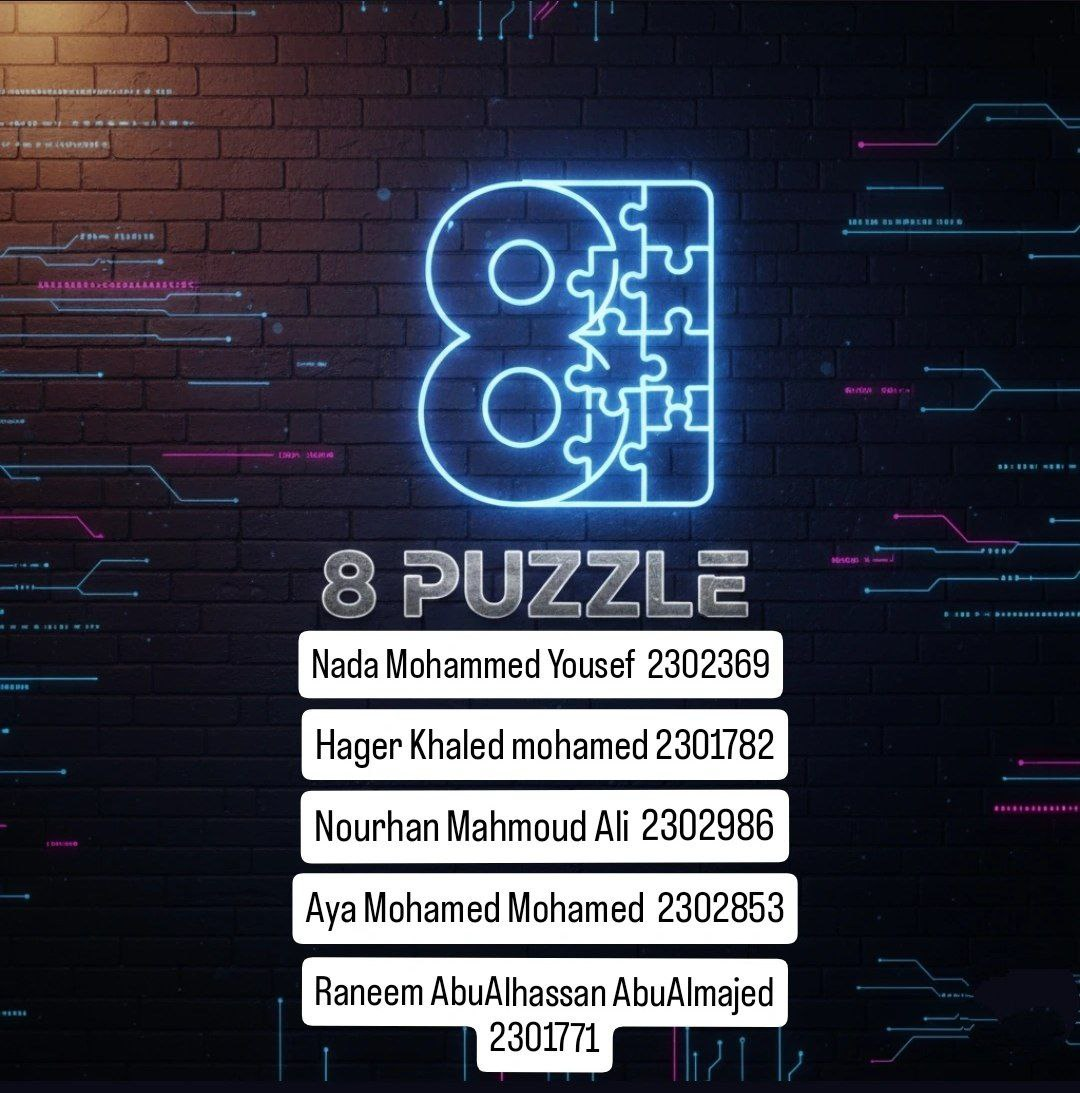 8 PUZZLE
Nada Mohammed Yousef 2302369
Hager Khaled mohamed 2301782
Nourhan Mahmoud Ali 2302986
Aya Mohamed Mohamed 2302853
Raneem AbuAlhassan AbuAlmajed
2301771